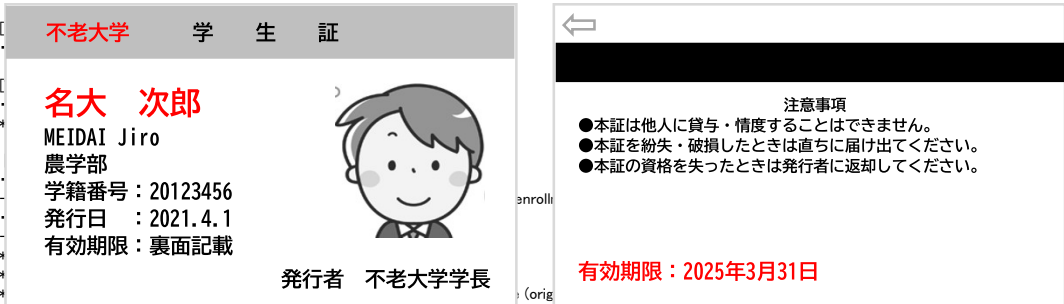 不老大学　学　生　証
名大　次郎
MEIDAI Jiro
農学部
学籍番号：20123456
発行日　：2021.4.1
有効期限：裏面記載
発行者　不老大学学長
注意事項
●本証は他人に貸与・情度することはできません。
●本証を紛失・破損したときは直ちに届け出てください。
●本証の資格を失ったときは発行者に返却してください。
有効期限：2025年3月31日
enroll
(orig